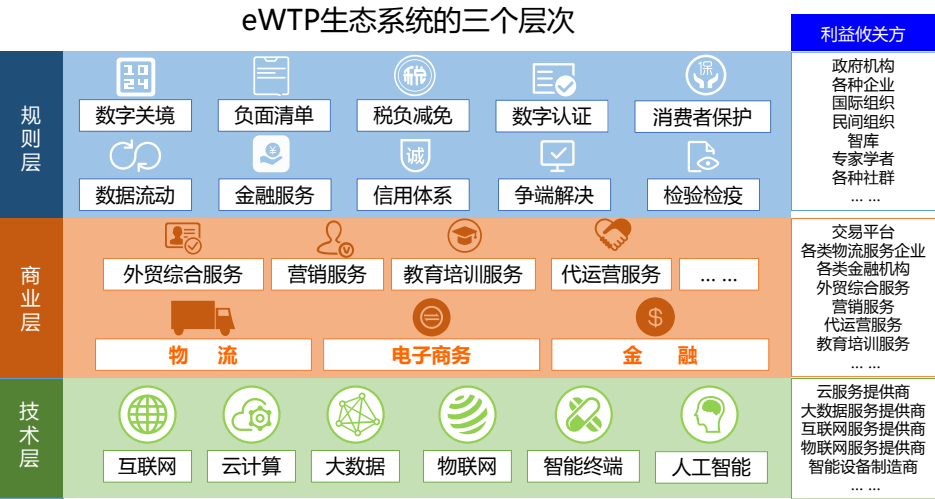 eWTP生态系统的三个层次
利益攸关方
规则层
数字关境
负面清单
税
税负减免
数字认证
保
消费者保护
数据流动
金融服务
诚
信用体系
争端解决
检验检疫
政府机构
各种企业
国际组织
民间组织
智库
专家学者
各种社群
... ...
商业层
外贸综合服务
V
营销服务
教育培训服务
代运营服务
... ...
物 流
电子商务
$
金 融
交易平台
各类物流服务企业
各类金融机构
外贸综合服务
营销服务
代运营服务
教育培训服务
... ...
技术层
互联网
云计算
大数据
物联网
智能终端
人工智能
云服务提供商
大数据服务提供商
互联网服务提供商
物联网服务提供商
智能设备制造商
... ...